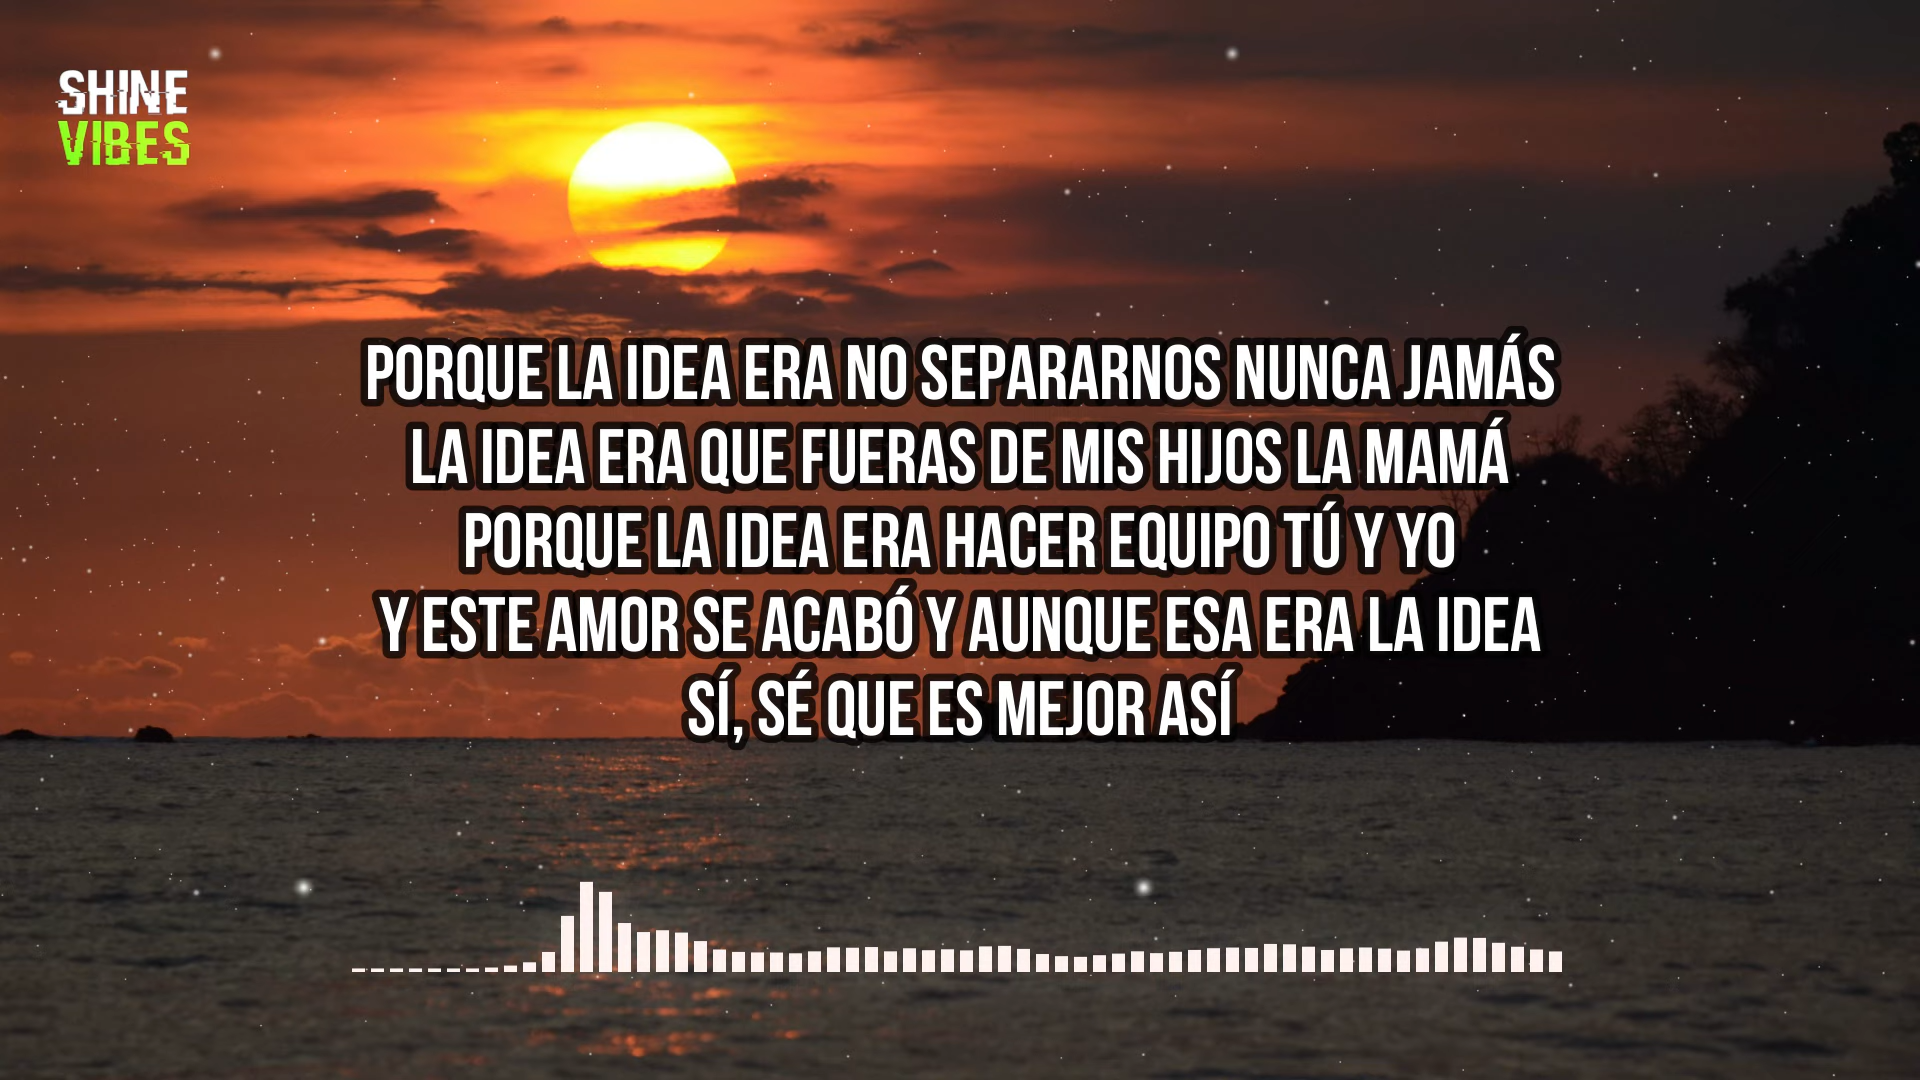 SHINE
VIBES
PORQUE LA IDEA ERA NO SEPARARNOS NUNCA JAMÁS
LA IDEA ERA QUE FUERAS DE MIS HIJOS LA MAMÁ
PORQUE LA IDEA ERA HACER EQUIPO TÚ Y YO
Y ESTE AMOR SE ACABÓ Y AUNQUE ESA ERA LA IDEA
SÍ, SÉ QUE ES MEJOR ASÍ